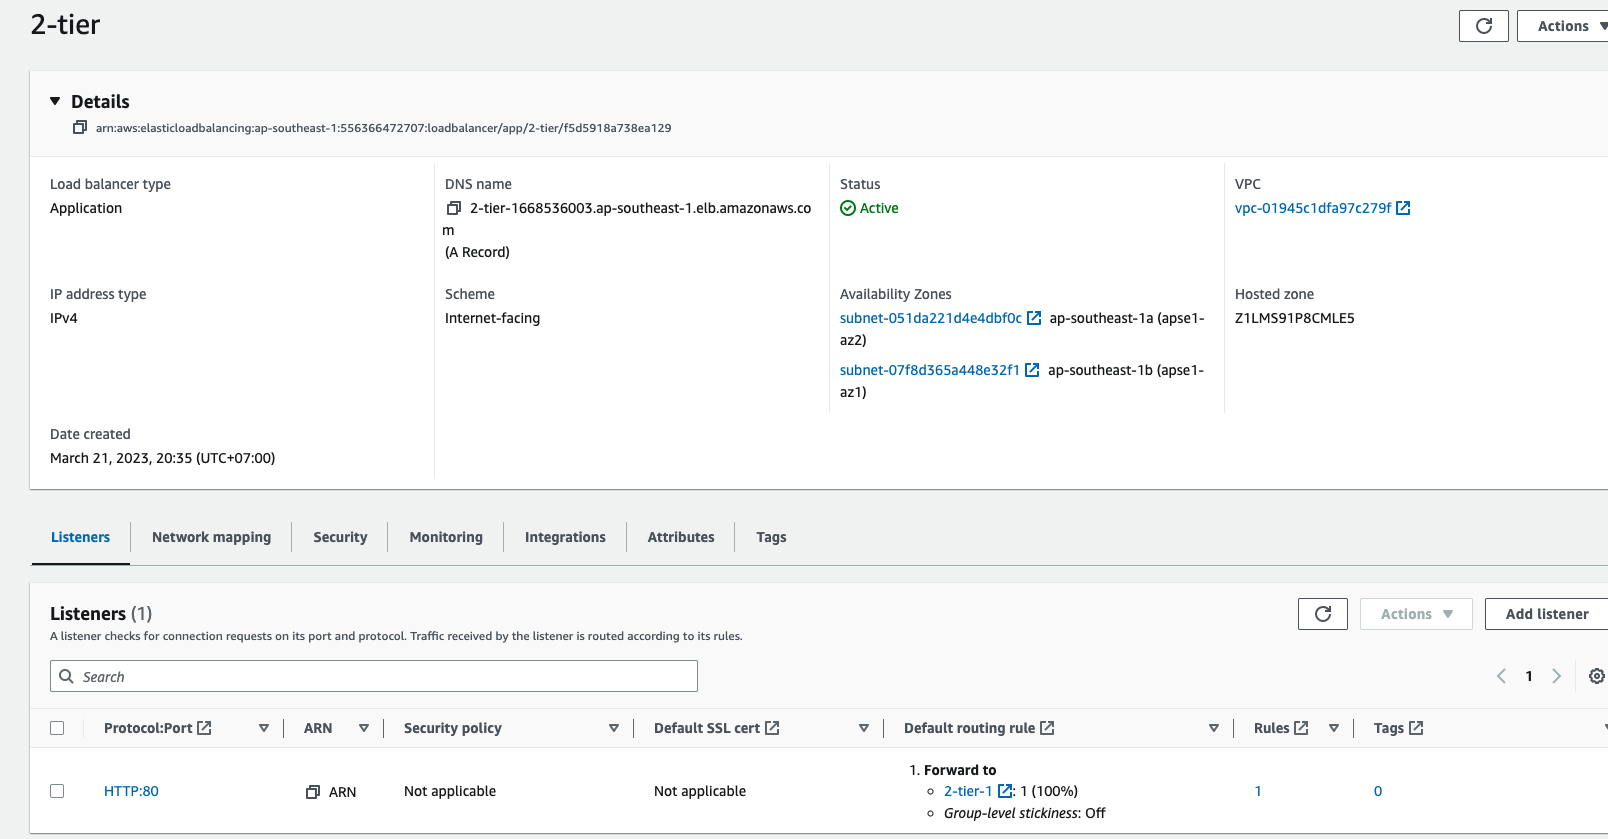 2-tier
Actions
Details
arn:aws:elasticloadbalancing:ap-southeast-1:556366472707:loadbalancer/app/2-tier/f5d5918a738ea129
Load balancer type
Application
DNS name
2-tier-1668536003.ap-southeast-1.elb.amazonaws.co
m
(A Record)
Status
Active
VPC
vpc-01945c1dfa97c279f
IP address type
IPv4
Scheme
Internet-facing
Availability Zones
subnet-051da221d4e4dbf0c ap-southeast-1a (apse1-
az2)
subnet-07f8d365a448e32f1 ap-southeast-1b (apse1-
az1)
Hosted zone
Z1LMS91P8CMLE5
Date created
March 21, 2023, 20:35 (UTC+07:00)
Listeners Network mapping Security Monitoring Integrations Attributes Tags
Listeners (1)
A listener checks for connection requests on its port and protocol. Traffic received by the listener is routed according to its rules.
Actions
Add listener
Search
1
Protocol:Port ARN Security policy Default SSL cert Default routing rule Rules Tags
HTTP:80 ARN Not applicable Not applicable
1. Forward to
2-tier-1 : 1 (100%)
Group-level stickiness: Off
1 0